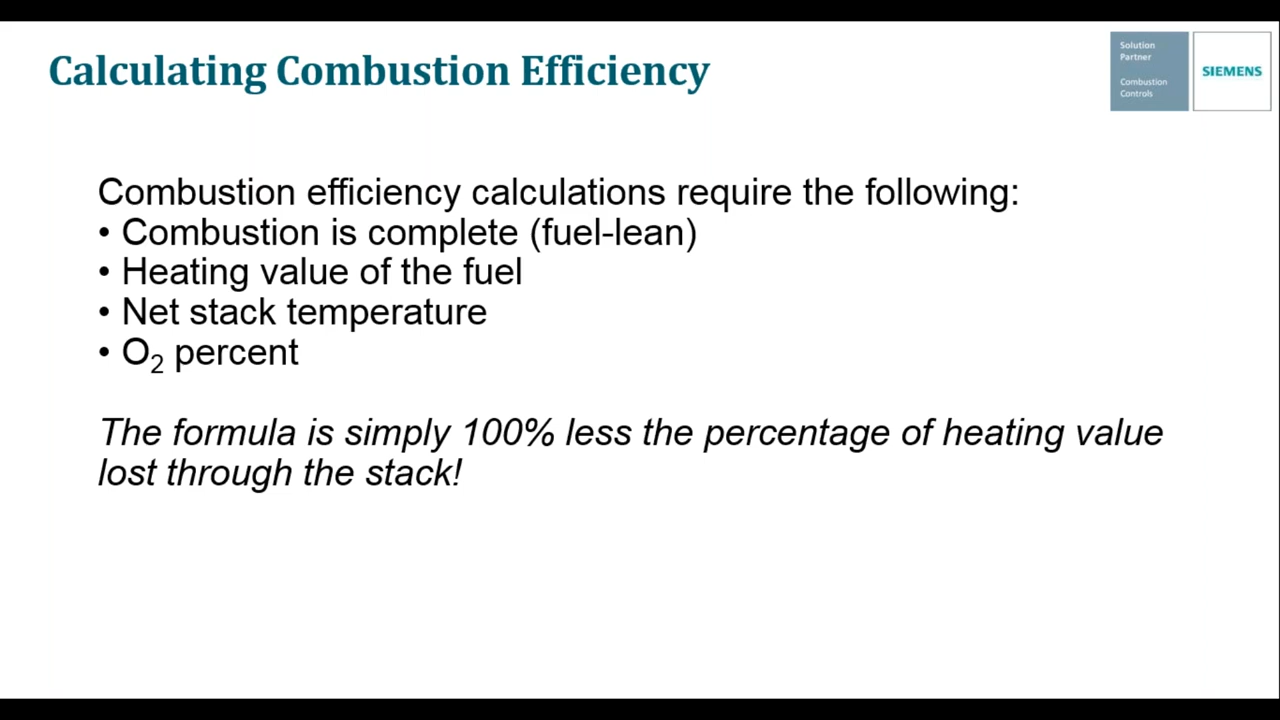 Calculating Combustion Efficiency
Solution
Partner
Combustion
Controls
SIEMENS
Combustion efficiency calculations require the following:
• Combustion is complete (fuel-lean)
• Heating value of the fuel
• Net stack temperature
• O₂ percent
The formula is simply 100% less the percentage of heating value
lost through the stack!